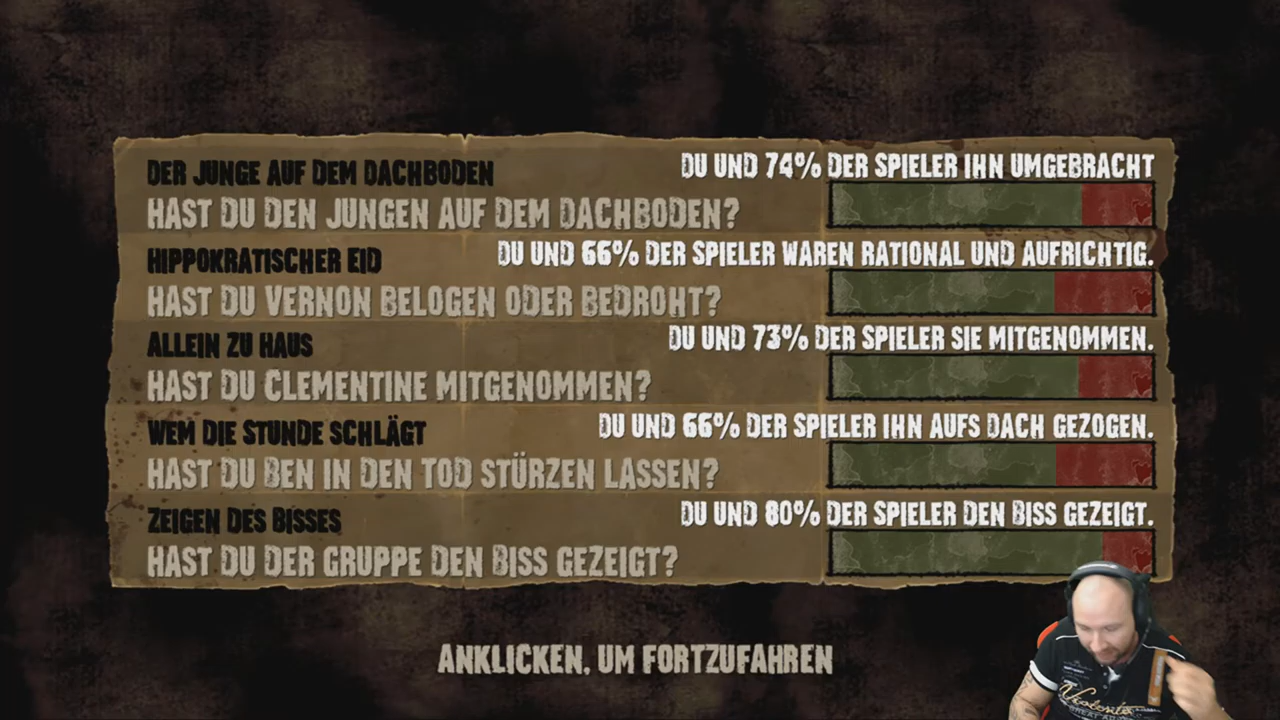 DER JUNGE AUF DEM DACHBODEN
DU UND 74% DER SPIELER IHN UMGEBRACHT
HAST DU DEN JUNGEN AUF DEM DACHBODEN?
HIPPOKRATISCHER EID
DU UND 66% DER SPIELER WAREN RATIONAL UND AUFRICHTIG.
HAST DU VERNON BELOGEN ODER BEDROHT?
ALLEIN ZU HAUS
DU UND 73% DER SPIELER SIE MITGENOMMEN.
HAST DU CLEMENTINE MITGENOMMEN?
WEM DIE STUNDE SCHLÄGT
DU UND 66% DER SPIELER IHN AUFS DACH GEZOGEN.
HAST DU BEN IN DEN TOD STÜRZEN LASSEN?
ZEIGEN DES BISSES
DU UND 80% DER SPIELER DEN BISS GEZEIGT.
HAST DU DER GRUPPE DEN BISS GEZEIGT?
ANKLICKEN, UM FORTZUFAHREN